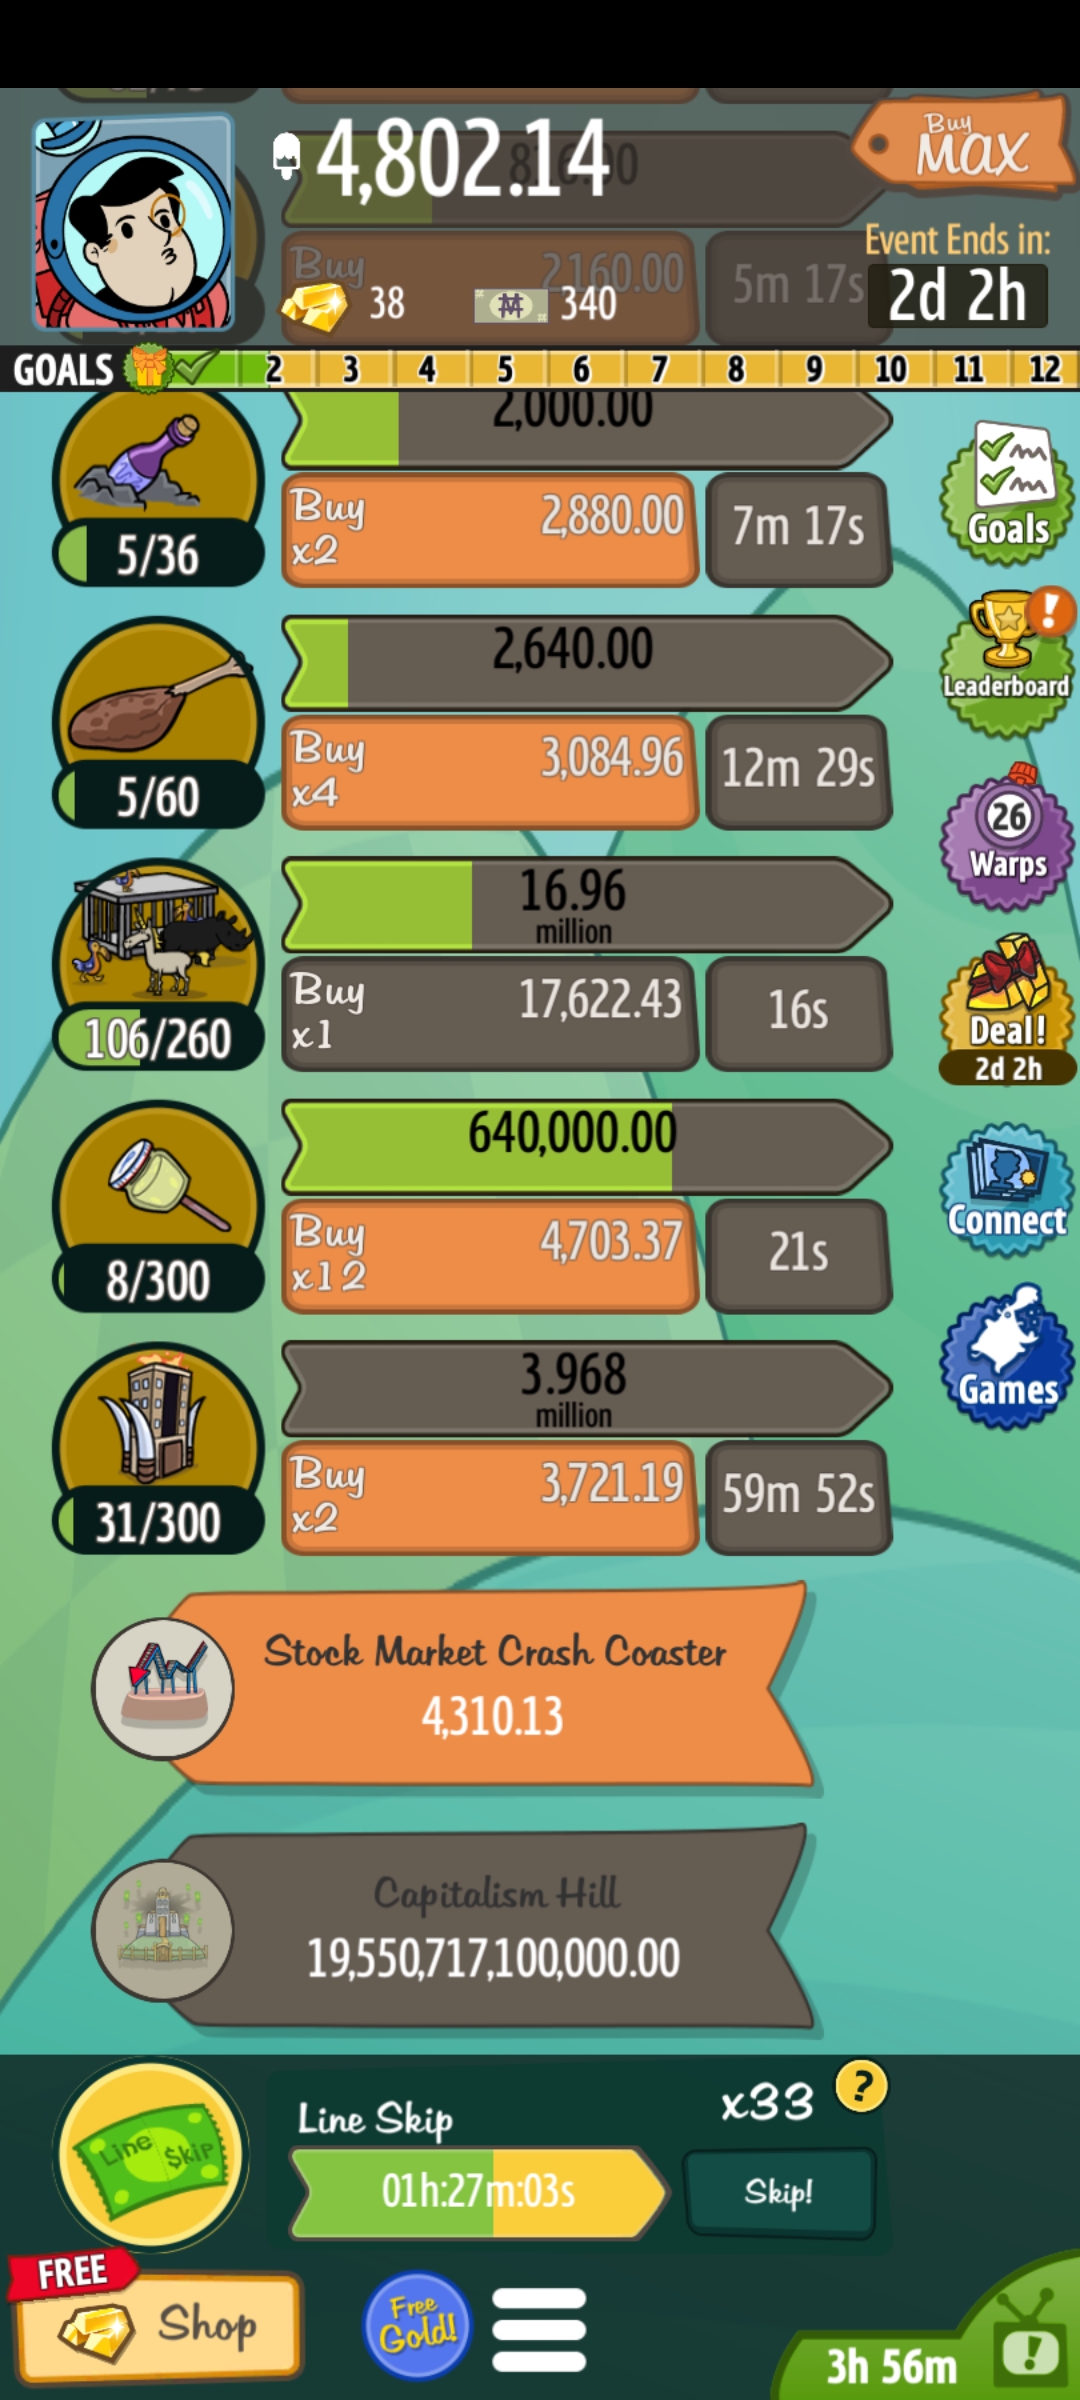 4,802.14
Buy
MAX
Buy
2160.00
5m 17s
38
340
Event Ends in:
2d 2h
GOALS
2
3
4
5
6
7
8
9
10
11
12
2,000.00
Buy
x2
2,880.00
7m 17s
5/36
Goals
2,640.00
Buy
x4
3,084.96
12m 29s
5/60
!
Leaderboard
16.96
million
Buy
x1
17,622.43
16s
106/260
26
Warps
Deal!
2d 2h
640,000.00
Buy
x12
4,703.37
21s
8/300
Connect
3.968
million
Buy
x2
3,721.19
59m 52s
31/300
Games
Stock Market Crash Coaster
4,310.13
Capitalism Hill
19,550,717,100,000.00
Line $kip
Line Skip
x33
?
01h:27m:03s
Skip!
FREE
Shop
Free
Gold!
3h 56m
!